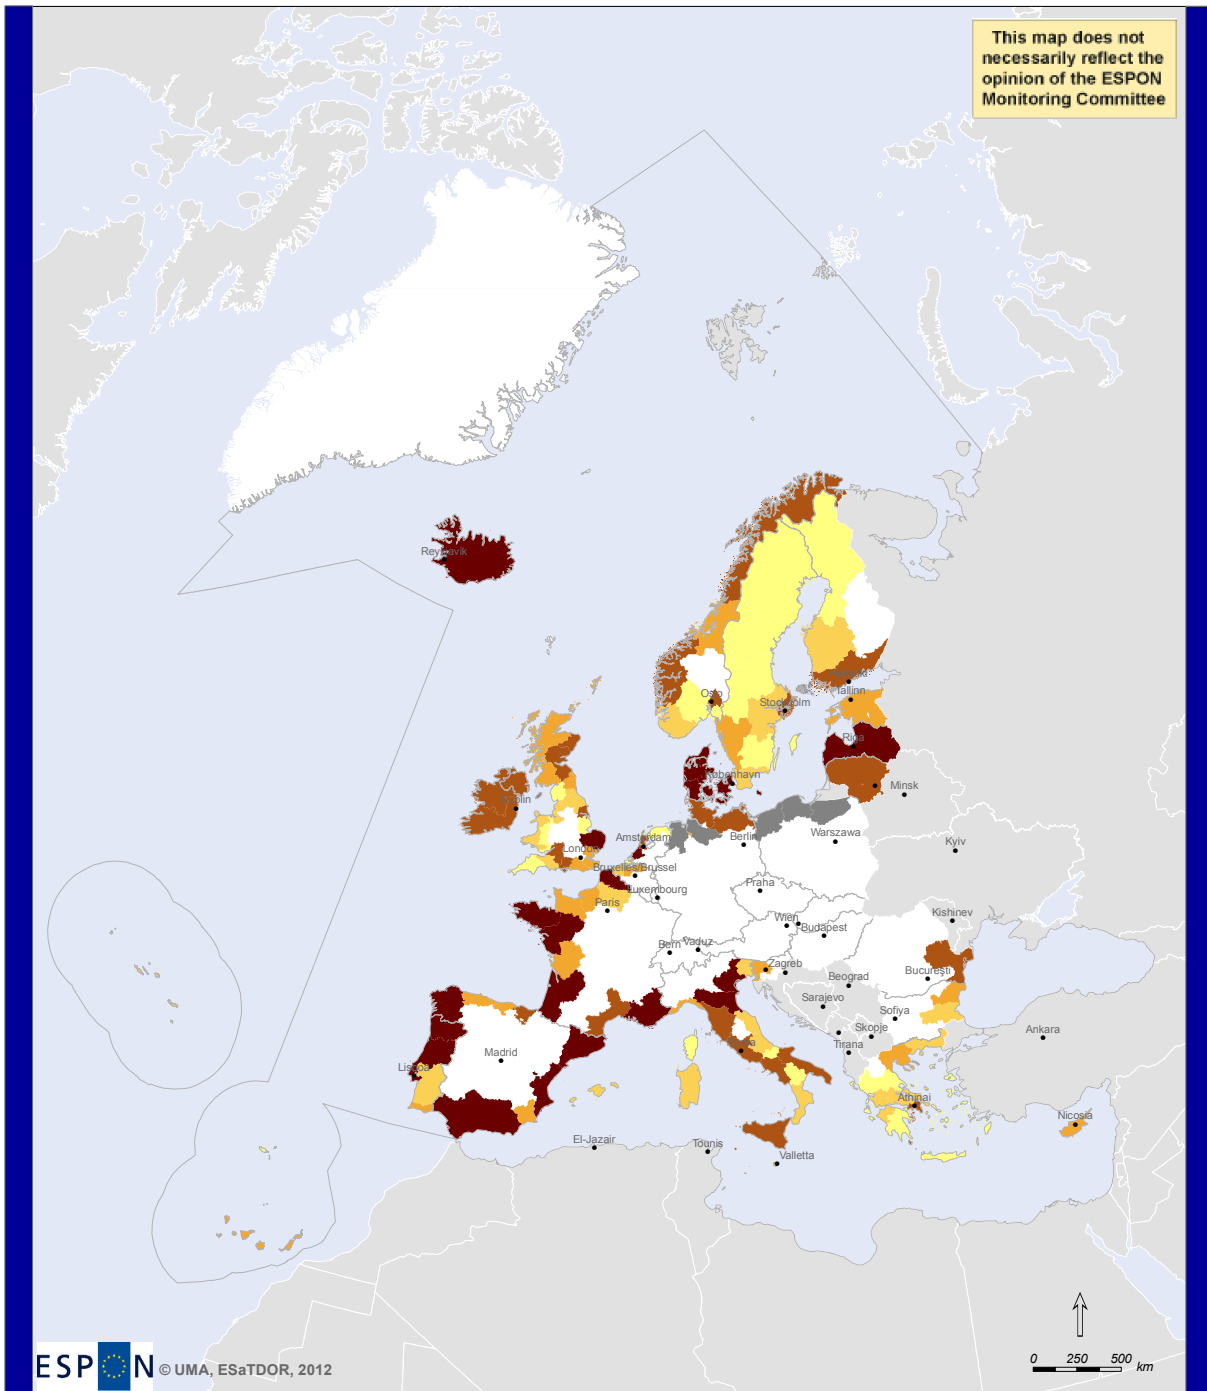 This map does not
necessarily reflect the
opinion of the ESPON
Monitoring Committee
Reykjavik
Oslo
Stockholm
Tallinn
Riga
København
Minsk
Dublin
Amsterdam
Berlin
Warszawa
London
Kyiv
Bruxelles/Brussel
Luxembourg
Praha
Paris
Kishinev
Wien
Budapest
Bern
Vaduz
Zagreb
Beograd
Bucureşti
Sarajevo
Sofiya
Skopje
Ankara
Madrid
Tirana
Lisboa
Athinai
Nicosia
El-Jazair
Tounis
Valletta
0 250 500 km
ESPON © UMA, ESaTDOR, 2012